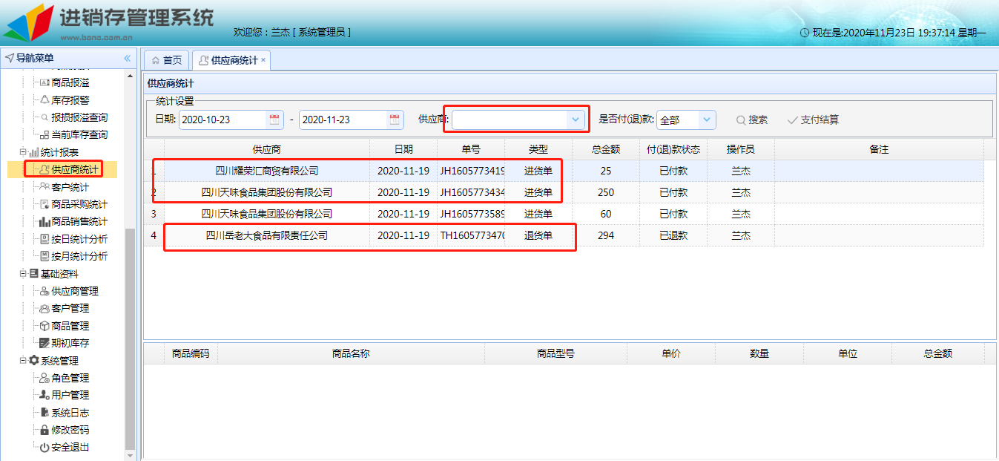 进销存管理系统
www.banq.com.cn
欢迎您：兰杰 [ 系统管理员 ]
现在是:2020年11月23日 19:37:14 星期一
导航菜单
商品报溢
库存报警
报损报溢查询
当前库存查询
统计报表
供应商统计
客户统计
商品采购统计
商品销售统计
按日统计分析
按月统计分析
基础资料
供应商管理
客户管理
商品管理
期初库存
系统管理
角色管理
用户管理
系统日志
修改密码
安全退出
首页 供应商统计 ×
供应商统计
统计设置
日期: 2020-10-23 - 2020-11-23 供应商: 是否付(退)款: 全部 搜索 支付结算
供应商 日期 单号 类型 总金额 付(退)款状态 操作员 备注
1 四川耀荣汇商贸有限公司 2020-11-19 JH1605773419 进货单 25 已付款 兰杰
2 四川天味食品集团股份有限公司 2020-11-19 JH1605773434 进货单 250 已付款 兰杰
3 四川天味食品集团股份有限公司 2020-11-19 JH1605773589 进货单 60 已付款 兰杰
4 四川岳老大食品有限责任公司 2020-11-19 TH1605773470 退货单 294 已退款 兰杰
商品编码 商品名称 商品型号 单价 数量 单位 总金额